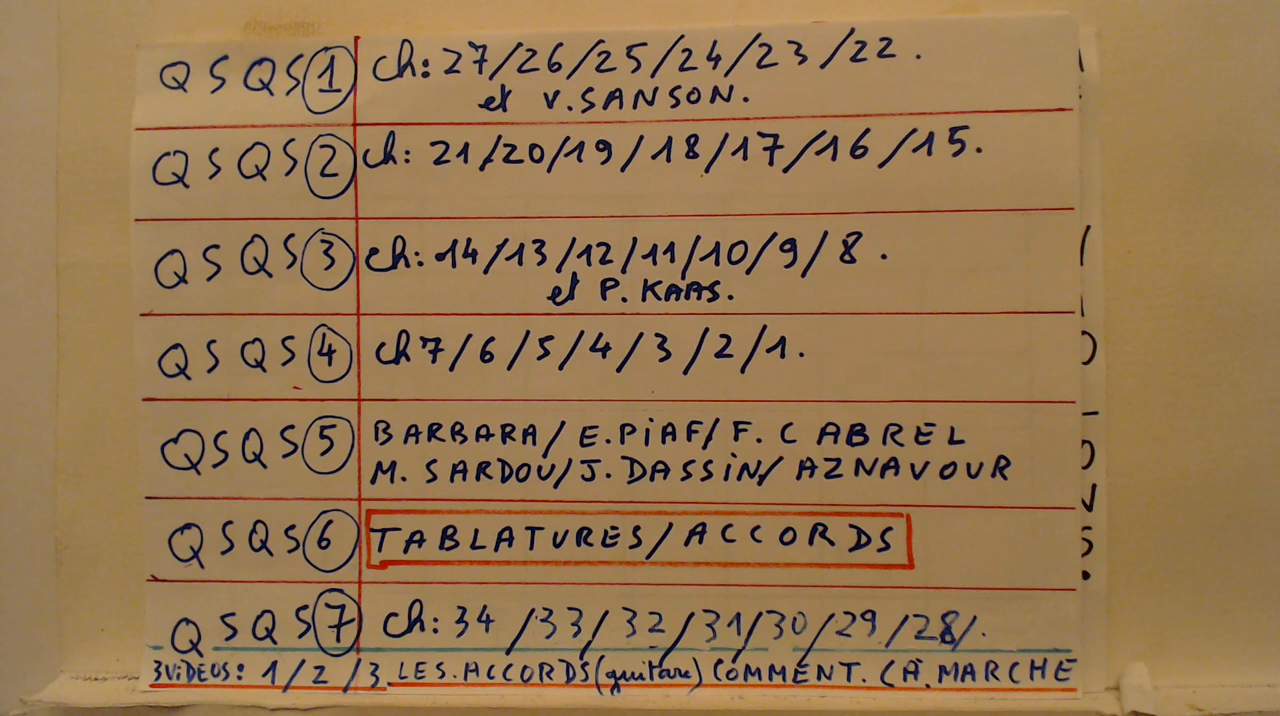 QSQS 1 Ch: 27/26/25/24/23/22.
et V. SANSON.
QSQS 2 Ch: 21/20/19/18/17/16/15.
QSQS 3 Ch: 14/13/12/11/10/9/8.
et P. KAAS.
QSQS 4 Ch 7/6/5/4/3/2/1.
QSQS 5 BARBARA/ E.PiAF/ F. CABREL
M. SARDOU/ J. DASSiN/ AZNAVOUR
QSQS 6 TABLATURES/ACCORDS
QSQS 7 Ch: 34/33/32/31/30/29/28/.
3ViDEOS: 1/2/3 LES.ACCORDS(guitare) COMMENT. ÇA. MARCHE